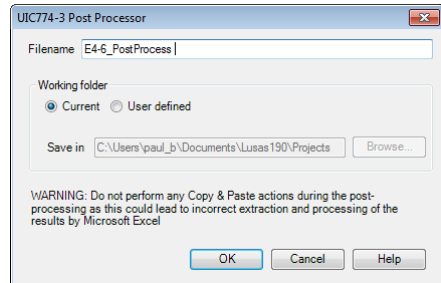 UIC774-3 Post Processor
Filename E4-6_PostProcess
Working folder
Current User defined
Save in C:\Users\paul_b\Documents\Lusas190\Projects Browse...
WARNING: Do not perform any Copy & Paste actions during the post-
processing as this could lead to incorrect extraction and processing of the
results by Microsoft Excel
OK Cancel Help